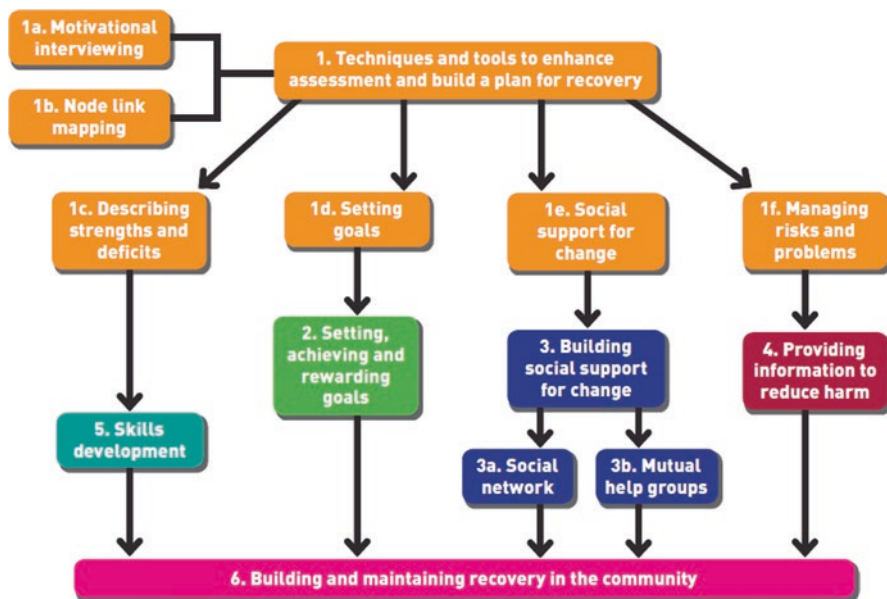 1a. Motivational
interviewing
1. Techniques and tools to enhance
assessment and build a plan for recovery
1b. Node link
mapping
1c. Describing
strengths and
deficits
1d. Setting
goals
1e. Social
support for
change
1f. Managing
risks and
problems
2. Setting,
achieving and
rewarding
goals
3. Building
social support
for change
4. Providing
information to
reduce harm
5. Skills
development
3a. Social
network
3b. Mutual
help groups
6. Building and maintaining recovery in the community